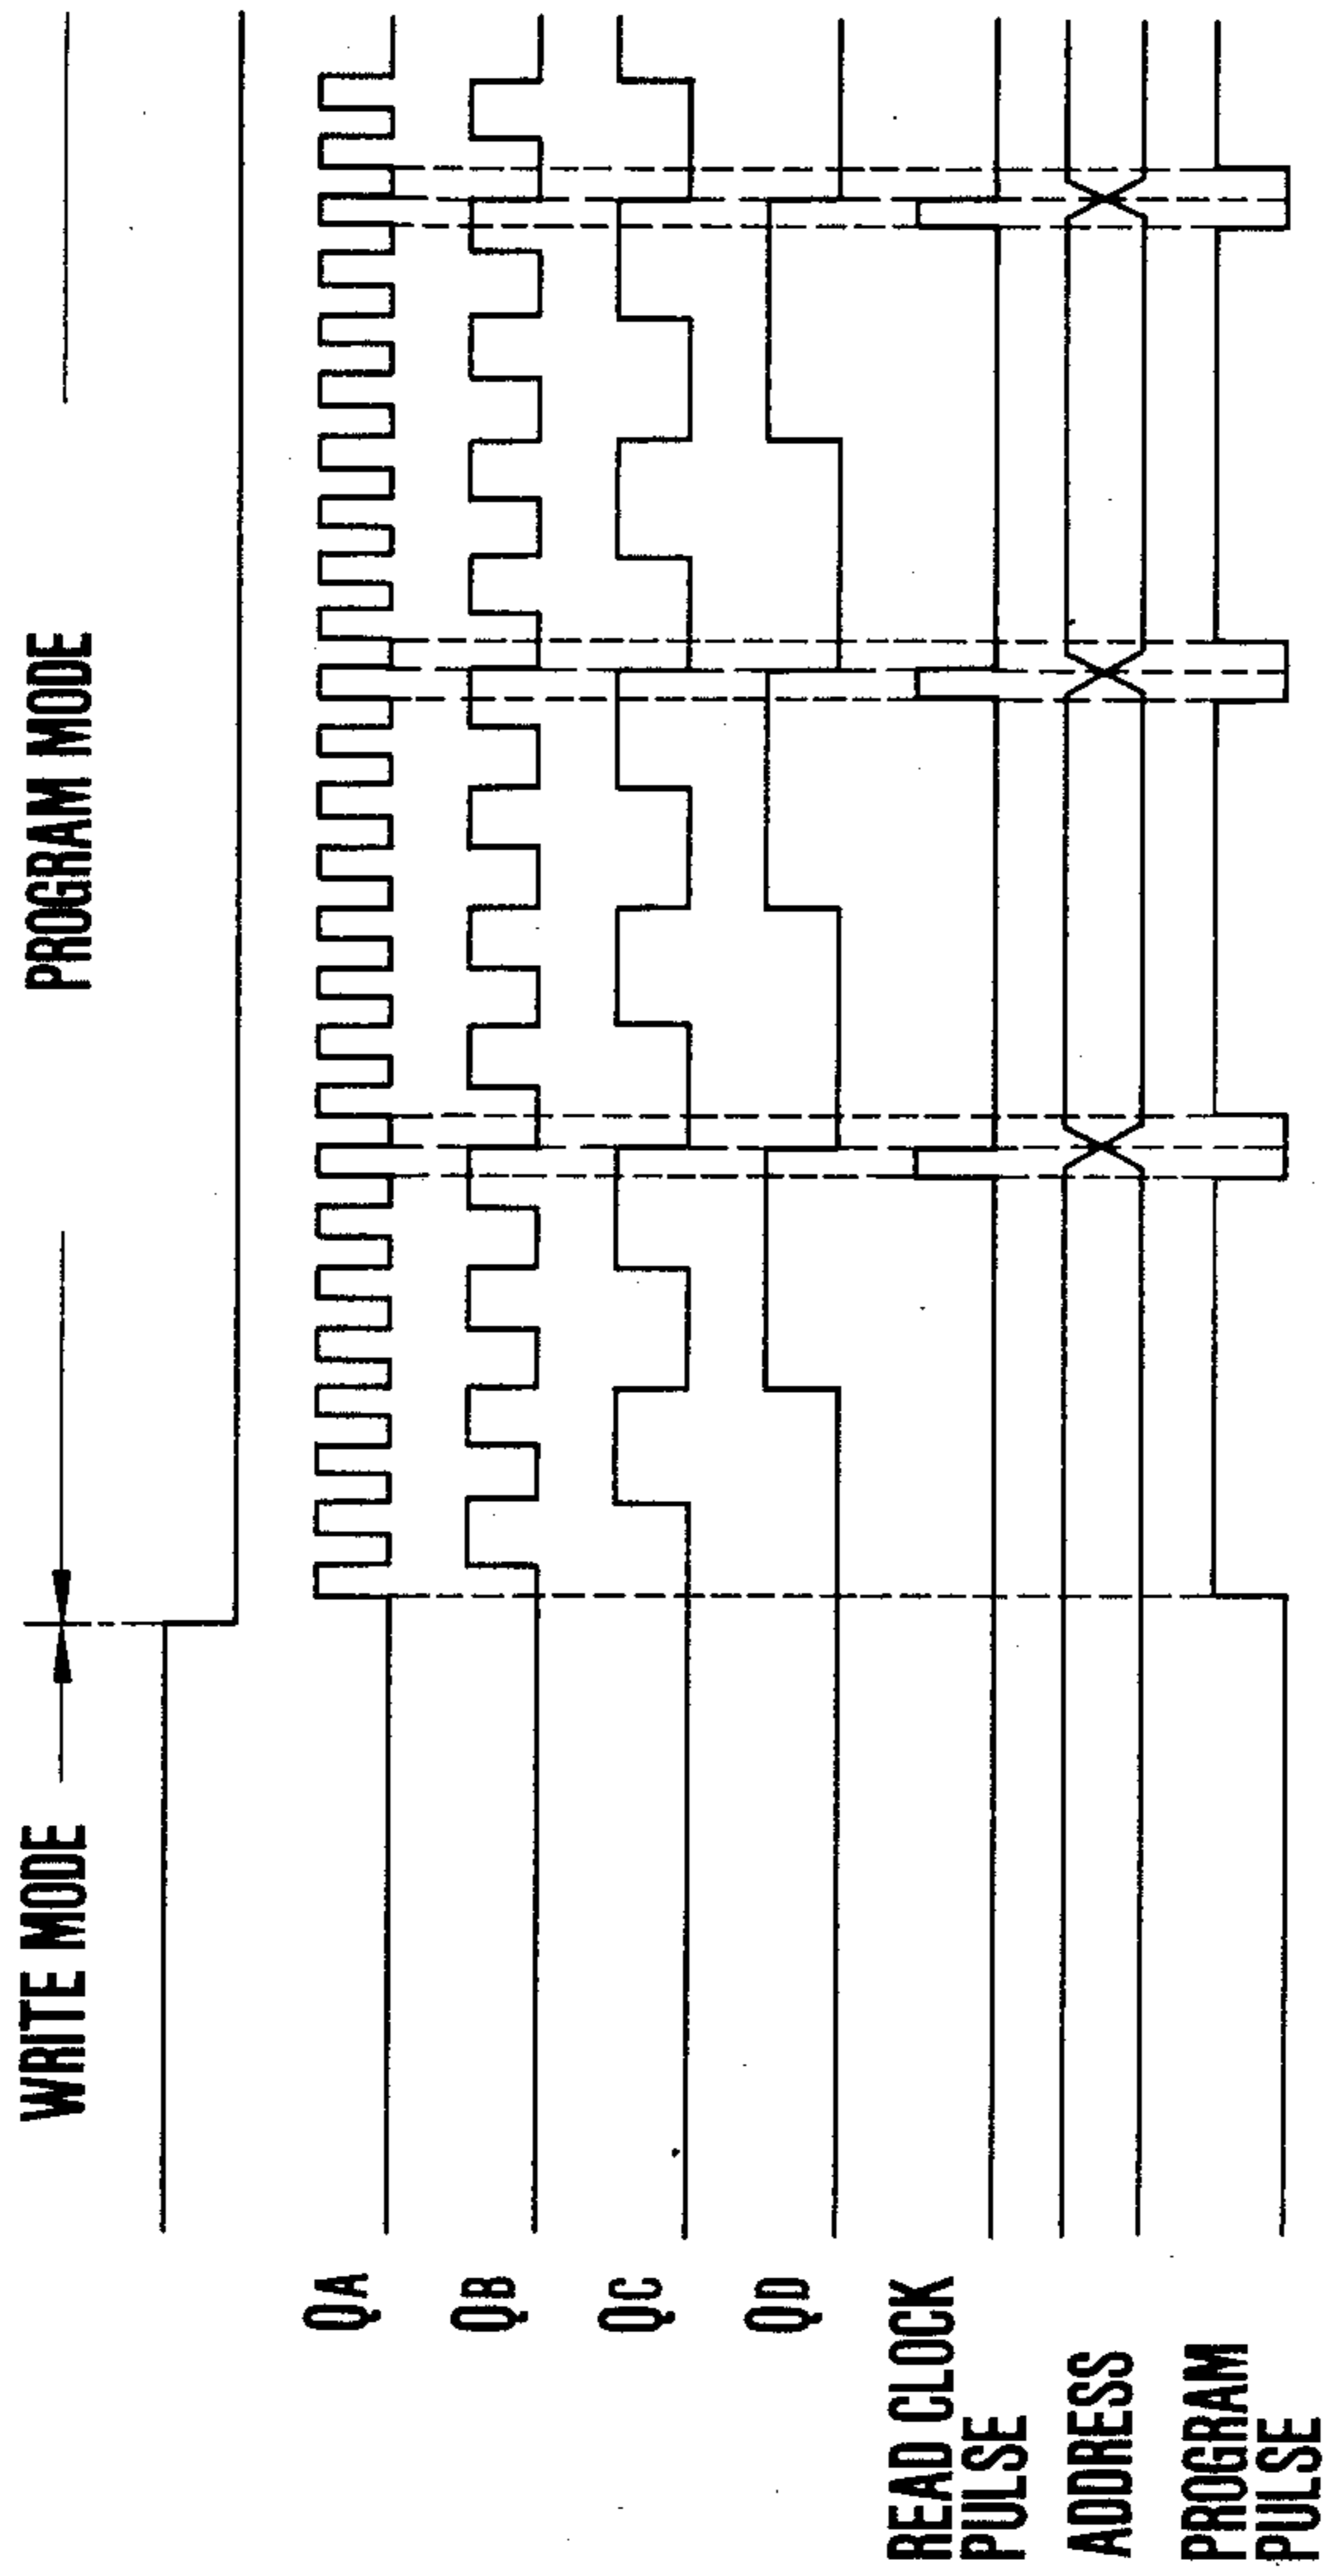 WRITE MODE
PROGRAM MODE
QA
QB
QC
QD
READ CLOCK
PULSE
ADDRESS
PROGRAM
PULSE